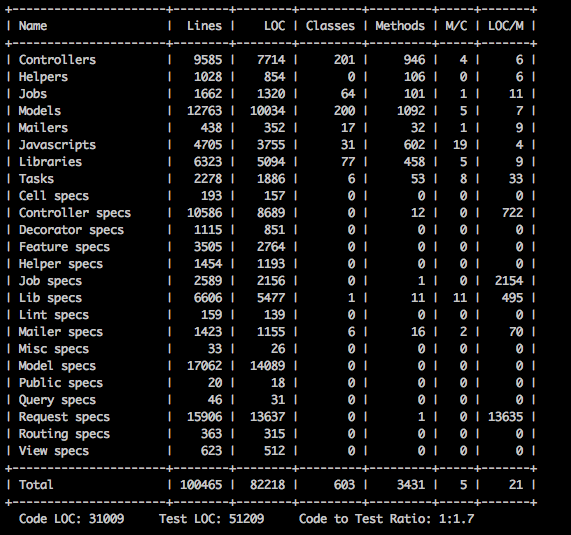 +------------------------+--------+--------+---------+---------+-----+-------+
| Name                   |  Lines |    LOC | Classes | Methods | M/C | LOC/M |
+------------------------+--------+--------+---------+---------+-----+-------+
| Controllers            |   9585 |   7714 |     201 |     946 |   4 |     6 |
| Helpers                |   1028 |    854 |       0 |     106 |   0 |     6 |
| Jobs                   |   1662 |   1320 |      64 |     101 |   1 |    11 |
| Models                 |  12763 |  10034 |     200 |    1092 |   5 |     7 |
| Mailers                |    438 |    352 |      17 |      32 |   1 |     9 |
| Javascripts            |   4705 |   3755 |      31 |     602 |  19 |     4 |
| Libraries              |   6323 |   5094 |      77 |     458 |   5 |     9 |
| Tasks                  |   2278 |   1886 |       6 |      53 |   8 |    33 |
| Cell specs             |    193 |    157 |       0 |       0 |   0 |     0 |
| Controller specs       |  10586 |   8689 |       0 |      12 |   0 |   722 |
| Decorator specs        |   1115 |    851 |       0 |       0 |   0 |     0 |
| Feature specs          |   3505 |   2764 |       0 |       0 |   0 |     0 |
| Helper specs           |   1454 |   1193 |       0 |       0 |   0 |     0 |
| Job specs              |   2589 |   2156 |       0 |       1 |   0 |  2154 |
| Lib specs              |   6606 |   5477 |       1 |      11 |  11 |   495 |
| Lint specs             |    159 |    139 |       0 |       0 |   0 |     0 |
| Mailer specs           |   1423 |   1155 |       6 |      16 |   2 |    70 |
| Misc specs             |     33 |     26 |       0 |       0 |   0 |     0 |
| Model specs            |  17062 |  14089 |       0 |       0 |   0 |     0 |
| Public specs           |     20 |     18 |       0 |       0 |   0 |     0 |
| Query specs            |     46 |     31 |       0 |       0 |   0 |     0 |
| Request specs          |  15906 |  13637 |       0 |       1 |   0 | 13635 |
| Routing specs          |    363 |    315 |       0 |       0 |   0 |     0 |
| View specs             |    623 |    512 |       0 |       0 |   0 |     0 |
+------------------------+--------+--------+---------+---------+-----+-------+
| Total                  | 100465 |  82218 |     603 |    3431 |   5 |    21 |
+------------------------+--------+--------+---------+---------+-----+-------+
  Code LOC: 31009     Test LOC: 51209     Code to Test Ratio: 1:1.7